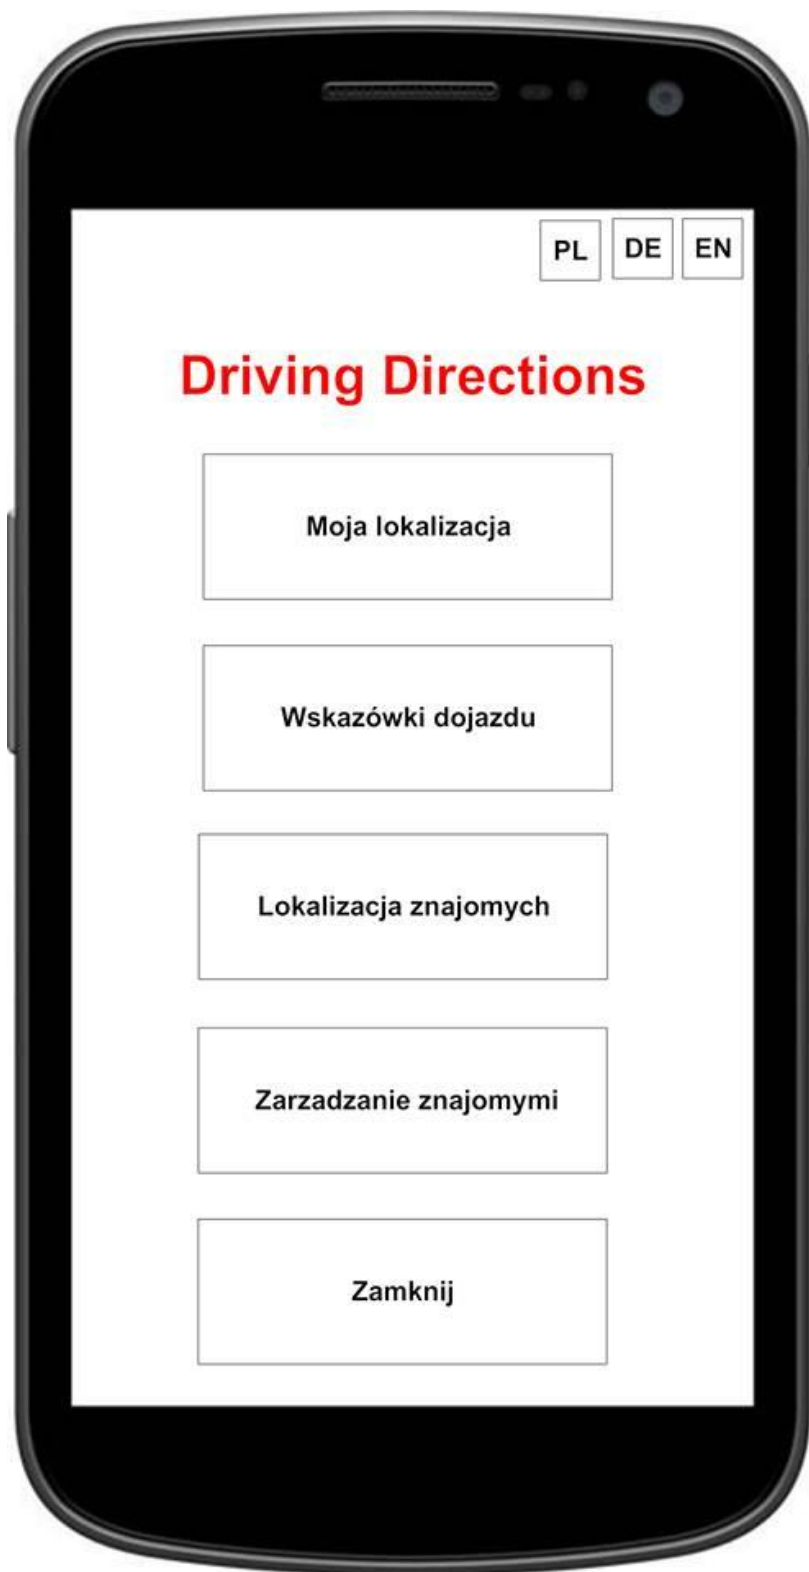 PL DE EN
Driving Directions
Moja lokalizacja
Wskazówki dojazdu
Lokalizacja znajomych
Zarzadzanie znajomymi
Zamknij